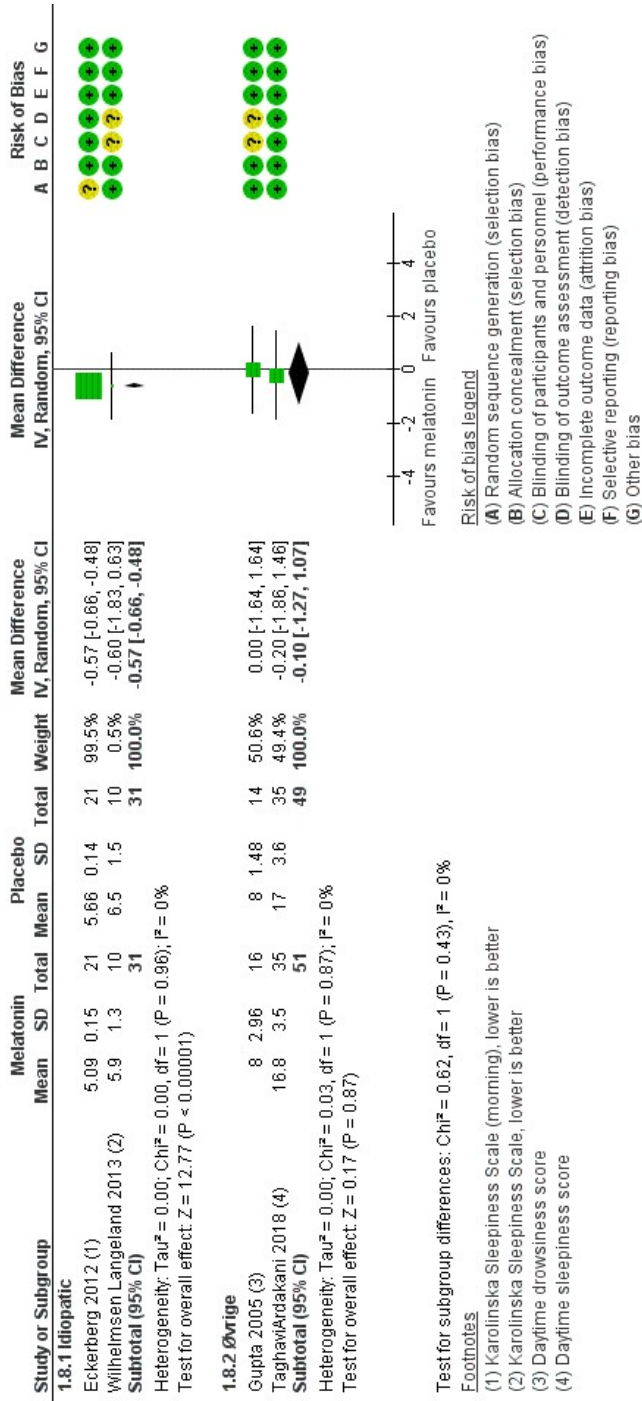 Melatonin Placebo Mean Difference Mean Difference Risk of Bias
Study or Subgroup Mean SD Total Mean SD Total Weight IV, Random, 95% CI IV, Random, 95% CI A B C D E F G
1.8.1 Idiopatic
Eckerberg 2012 (1) 5.09 0.15 21 5.66 0.14 21 99.5% -0.57 [-0.66, -0.48] ? + + + + + +
Wilhelmsen Langeland 2013 (2) 5.9 1.3 10 6.5 1.5 10 0.5% -0.60 [-1.83, 0.63] + + ? ? + + +
Subtotal (95% CI) 31 31 100.0% -0.57 [-0.66, -0.48]
Heterogeneity: Tau² = 0.00; Chi² = 0.00, df = 1 (P = 0.96); I² = 0%
Test for overall effect: Z = 12.77 (P < 0.00001)
1.8.2 Øvrige
Gupta 2005 (3) 8 2.96 16 8 1.48 14 50.6% 0.00 [-1.64, 1.64] + + ? ? + + +
TaghaviArdakani 2018 (4) 16.8 3.5 35 17 3.6 35 49.4% -0.20 [-1.86, 1.46] + + + + + + +
Subtotal (95% CI) 51 49 100.0% -0.10 [-1.27, 1.07]
Heterogeneity: Tau² = 0.00; Chi² = 0.03, df = 1 (P = 0.87); I² = 0%
Test for overall effect: Z = 0.17 (P = 0.87)
-4 -2 0 2 4
Favours melatonin Favours placebo
Test for subgroup differences: Chi² = 0.62, df = 1 (P = 0.43), I² = 0%
Footnotes
(1) Karolinska Sleepiness Scale (morning), lower is better
(2) Karolinska Sleepiness Scale, lower is better
(3) Daytime drowsiness score
(4) Daytime sleepiness score
Risk of bias legend
(A) Random sequence generation (selection bias)
(B) Allocation concealment (selection bias)
(C) Blinding of participants and personnel (performance bias)
(D) Blinding of outcome assessment (detection bias)
(E) Incomplete outcome data (attrition bias)
(F) Selective reporting (reporting bias)
(G) Other bias